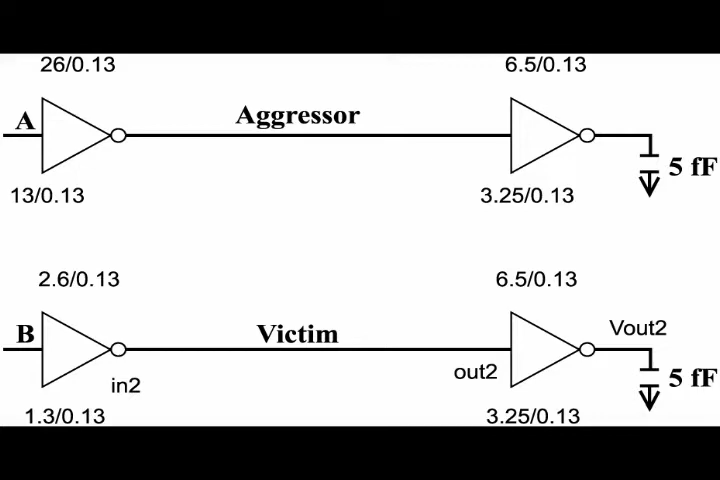 26/0.13
6.5/0.13
A
Aggressor
5 fF
13/0.13
3.25/0.13
2.6/0.13
6.5/0.13
B
Victim
Vout2
in2
out2
5 fF
1.3/0.13
3.25/0.13